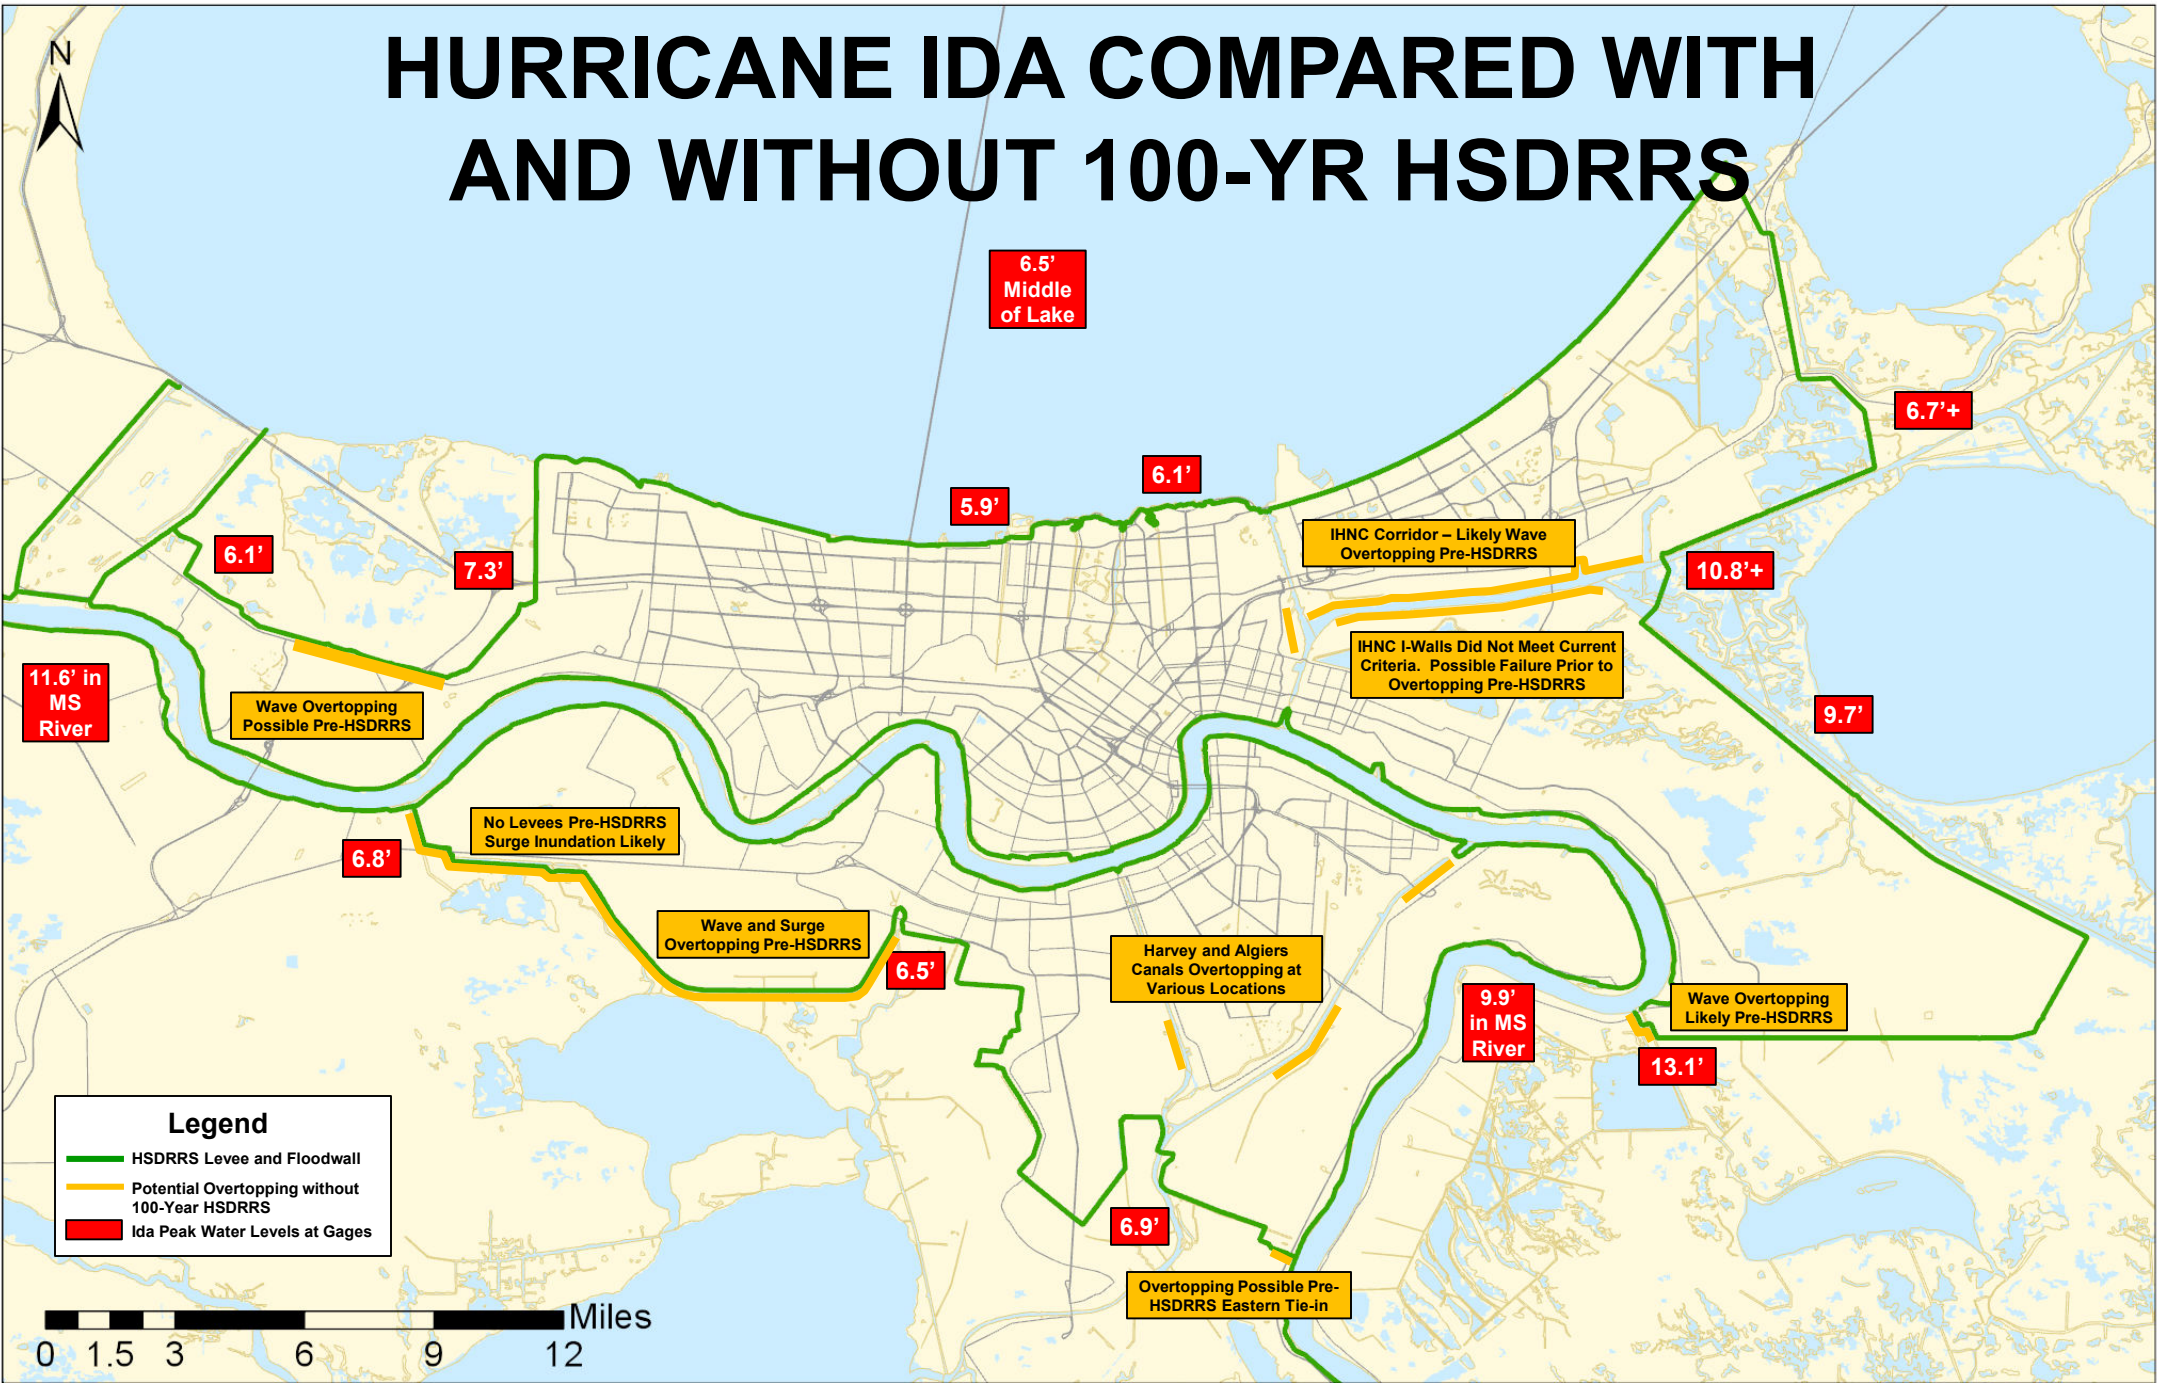 N
HURRICANE IDA COMPARED WITH
AND WITHOUT 100-YR HSDRRS
6.5’
Middle
of Lake
6.7’+
6.1’
5.9’
IHNC Corridor – Likely Wave
Overtopping Pre-HSDRRS
6.1’
7.3’
10.8’+
IHNC I-Walls Did Not Meet Current
Criteria. Possible Failure Prior to
Overtopping Pre-HSDRRS
11.6’ in
MS
River
Wave Overtopping
Possible Pre-HSDRRS
9.7’
No Levees Pre-HSDRRS
Surge Inundation Likely
6.8’
Wave and Surge
Overtopping Pre-HSDRRS
6.5’
Harvey and Algiers
Canals Overtopping at
Various Locations
9.9’
in MS
River
Wave Overtopping
Likely Pre-HSDRRS
13.1’
Legend
HSDRRS Levee and Floodwall
Potential Overtopping without
100-Year HSDRRS
Ida Peak Water Levels at Gages
6.9’
Overtopping Possible Pre-
HSDRRS Eastern Tie-in
Miles
0 1.5 3 6 9 12